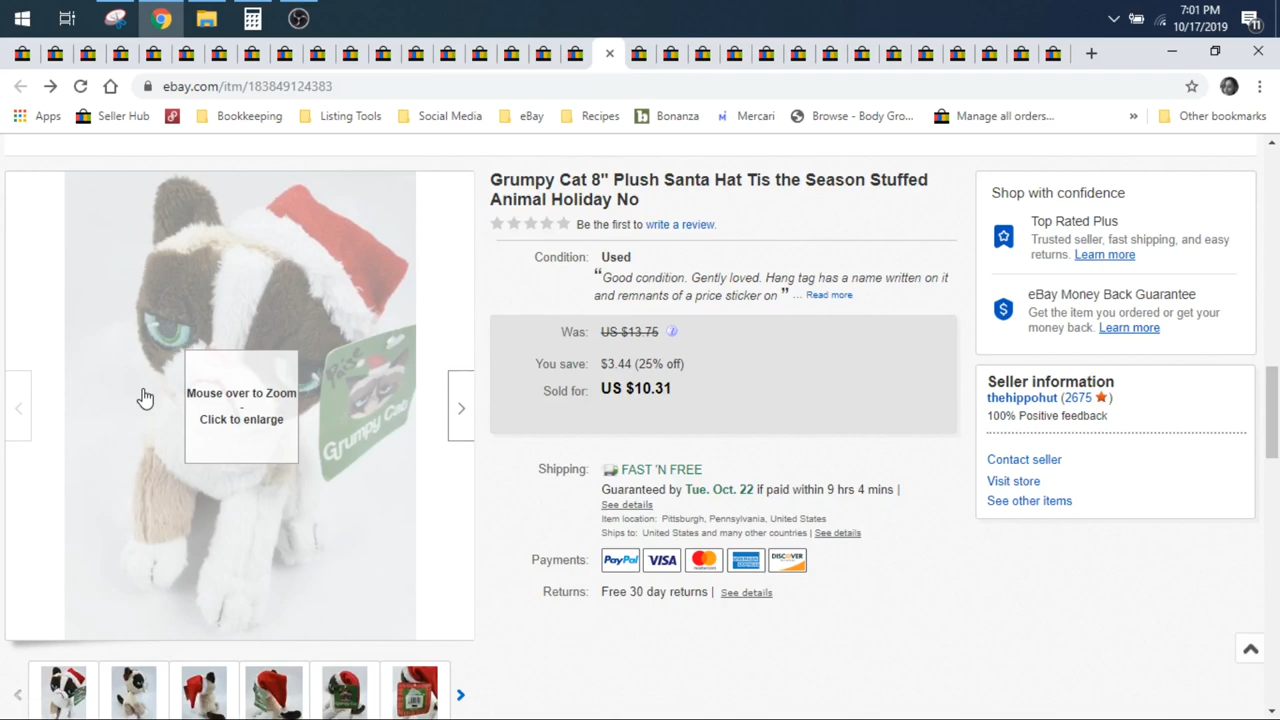 7:01 PM
10/17/2019
11
ebay.com/itm/183849124383
Apps
Seller Hub
Bookkeeping
Listing Tools
Social Media
eBay
Recipes
Bonanza
Mercari
Browse - Body Gro...
Manage all orders...
»
Other bookmarks
Grumpy Cat 8" Plush Santa Hat Tis the Season Stuffed
Animal Holiday No
Be the first to write a review.
Condition: Used
“Good condition. Gently loved. Hang tag has a name written on it
and remnants of a price sticker on ” ... Read more
Was: US $13.75
You save: $3.44 (25% off)
Sold for: US $10.31
Shipping: FAST 'N FREE
Guaranteed by Tue. Oct. 22 if paid within 9 hrs 4 mins |
See details
Item location: Pittsburgh, Pennsylvania, United States
Ships to: United States and many other countries | See details
Payments: PayPal VISA MasterCard DISCOVER
Returns: Free 30 day returns | See details
Shop with confidence
Top Rated Plus
Trusted seller, fast shipping, and easy
returns. Learn more
eBay Money Back Guarantee
Get the item you ordered or get your
money back. Learn more
Seller information
thehippohut (2675 )
100% Positive feedback
Contact seller
Visit store
See other items
Mouse over to Zoom
-
Click to enlarge
Grumpy Cat